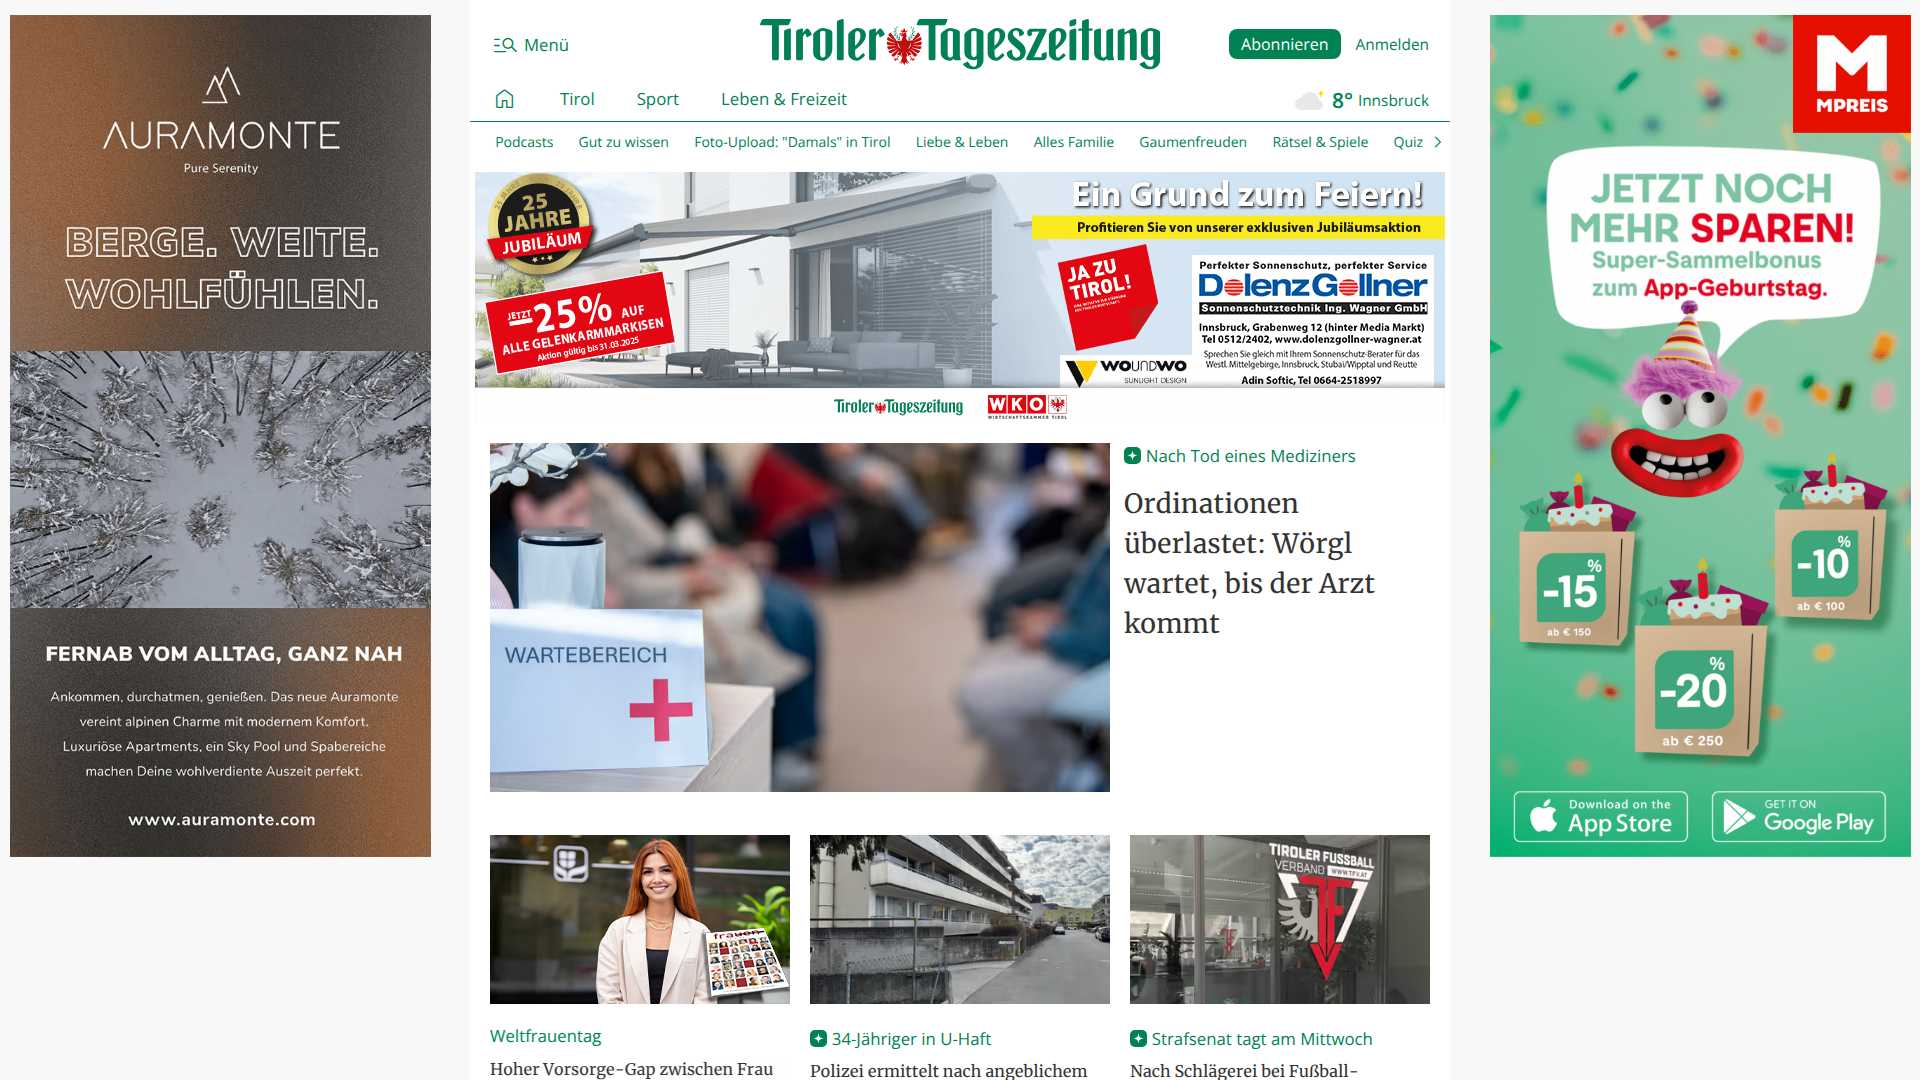 AURAMONTE
Pure Serenity
BERGE. WEITE.
WOHLFÜHLEN.
FERNAB VOM ALLTAG, GANZ NAH
Ankommen, durchatmen, genießen. Das neue Auramonte
vereint alpinen Charme mit modernem Komfort.
Luxuriöse Apartments, ein Sky Pool und Spabereiche
machen Deine wohlverdiente Auszeit perfekt.
www.auramonte.com
Menü
Tiroler Tageszeitung
Abonnieren
Anmelden
Tirol
Sport
Leben & Freizeit
8° Innsbruck
Podcasts
Gut zu wissen
Foto-Upload: "Damals" in Tirol
Liebe & Leben
Alles Familie
Gaumenfreuden
Rätsel & Spiele
Quiz
25
JAHRE
JUBILÄUM
JETZT
-25% AUF
ALLE GELENKARMMARKISEN
Aktion gültig bis 31.03.2025
Ein Grund zum Feiern!
Profitieren Sie von unserer exklusiven Jubiläumsaktion
JA ZU
TIROL!
Perfekter Sonnenschutz, perfekter Service
Dolenz Gollner
Sonnenschutztechnik Ing. Wagner GmbH
Innsbruck, Grabenweg 12 (hinter Media Markt)
Tel 0512/2402, www.dolenzgollner-wagner.at
Sprechen Sie gleich mit Ihrem Sonnenschutz-Berater für das
Westl. Mittelgebirge, Innsbruck, Stubai/Wipptal und Reutte
Adin Softic, Tel 0664-2518997
WOUNDWO
SUNLIGHT DESIGN
Tiroler Tageszeitung
WKO
WIRTSCHAFTSKAMMER TIROL
WARTEBEREICH
Nach Tod eines Mediziners
Ordinationen
überlastet: Wörgl
wartet, bis der Arzt
kommt
frauen
TIROLER FUSSBALL
VERBAND WWW.TFV.AT
Weltfrauentag
Hoher Vorsorge-Gap zwischen Frau
34-Jähriger in U-Haft
Polizei ermittelt nach angeblichem
Strafsenat tagt am Mittwoch
Nach Schlägerei bei Fußball-
MPREIS
JETZT NOCH
MEHR SPAREN!
Super-Sammelbonus
zum App-Geburtstag.
-15%
ab € 150
-20%
ab € 250
-10%
ab € 100
Download on the
App Store
GET IT ON
Google Play